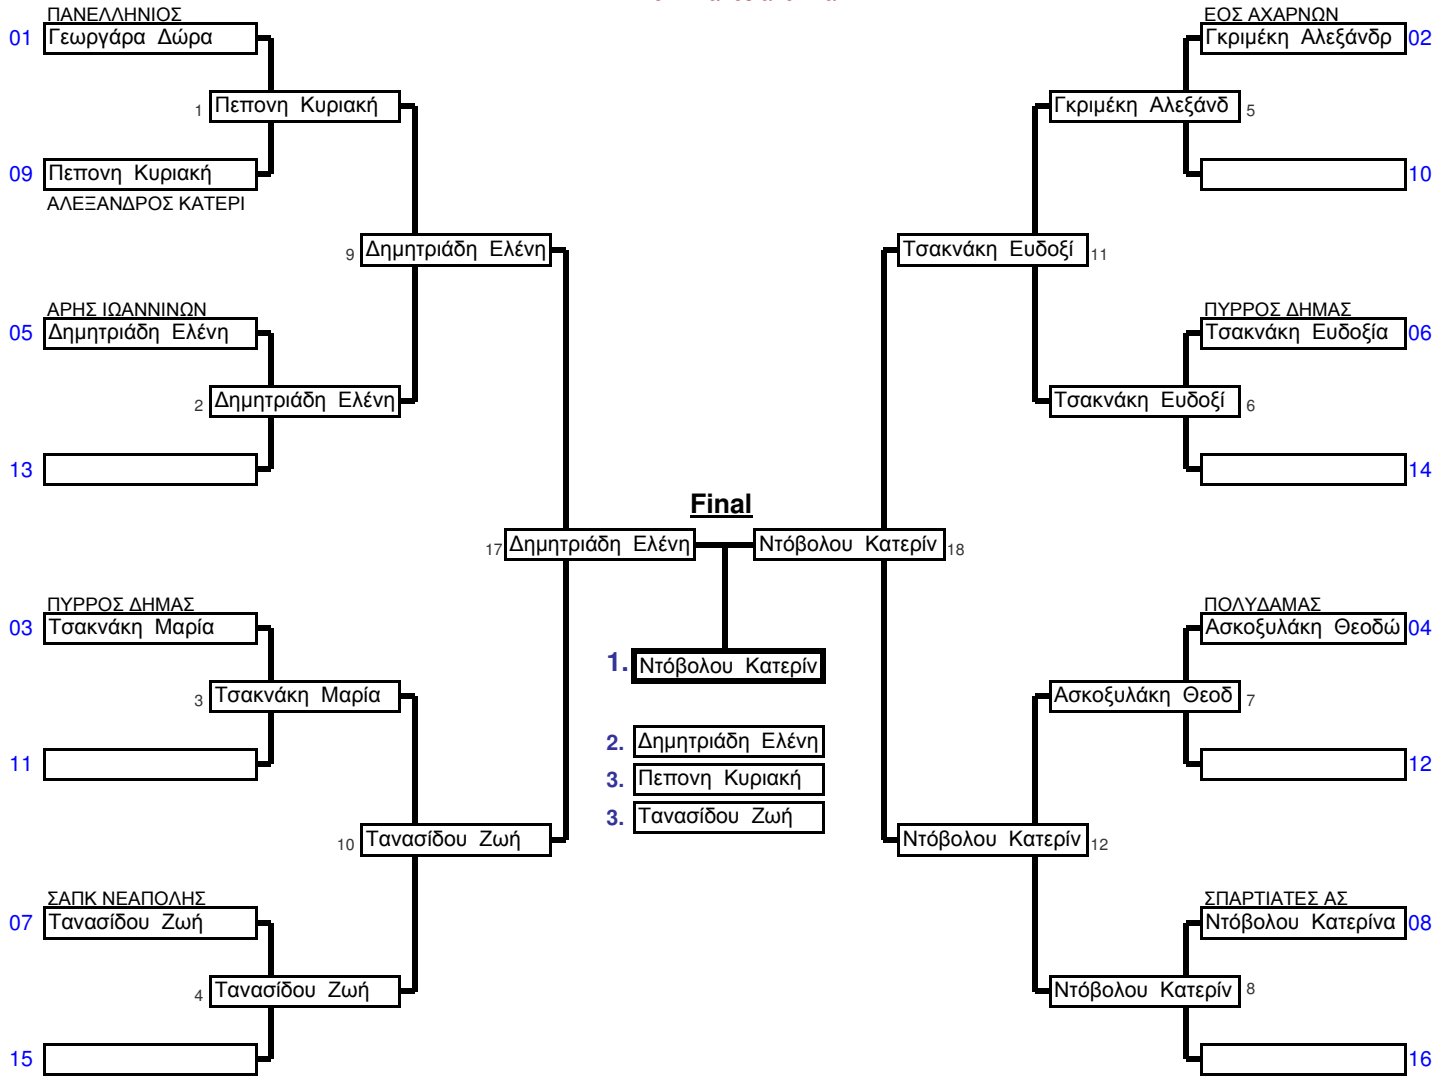 ΠΑΝΕΛΛΗΝΙΟΣ
01 Γεωργάρα Δώρα
1 Πεπονη Κυριακή
09 Πεπονη Κυριακή
ΑΛΕΞΑΝΔΡΟΣ ΚΑΤΕΡΙ
9 Δημητριάδη Ελένη
ΑΡΗΣ ΙΩΑΝΝΙΝΩΝ
05 Δημητριάδη Ελένη
2 Δημητριάδη Ελένη
13
17 Δημητριάδη Ελένη
ΠΥΡΡΟΣ ΔΗΜΑΣ
03 Τσακνάκη Μαρία
3 Τσακνάκη Μαρία
11
10 Τανασίδου Ζωή
ΣΑΠΚ ΝΕΑΠΟΛΗΣ
07 Τανασίδου Ζωή
4 Τανασίδου Ζωή
15
Final
1. Ντόβολου Κατερίν
2. Δημητριάδη Ελένη
3. Πεπονη Κυριακή
3. Τανασίδου Ζωή
ΕΟΣ ΑΧΑΡΝΩΝ
Γκριμέκη Αλεξάνδρ 02
Γκριμέκη Αλεξάνδ 5
10
Τσακνάκη Ευδοξί 11
ΠΥΡΡΟΣ ΔΗΜΑΣ
Τσακνάκη Ευδοξία 06
Τσακνάκη Ευδοξί 6
14
Ντόβολου Κατερίν 18
ΠΟΛΥΔΑΜΑΣ
Ασκοξυλάκη Θεοδώ 04
Ασκοξυλάκη Θεοδ 7
12
Ντόβολου Κατερίν 12
ΣΠΑΡΤΙΑΤΕΣ ΑΣ
Ντόβολου Κατερίνα 08
Ντόβολου Κατερίν 8
16